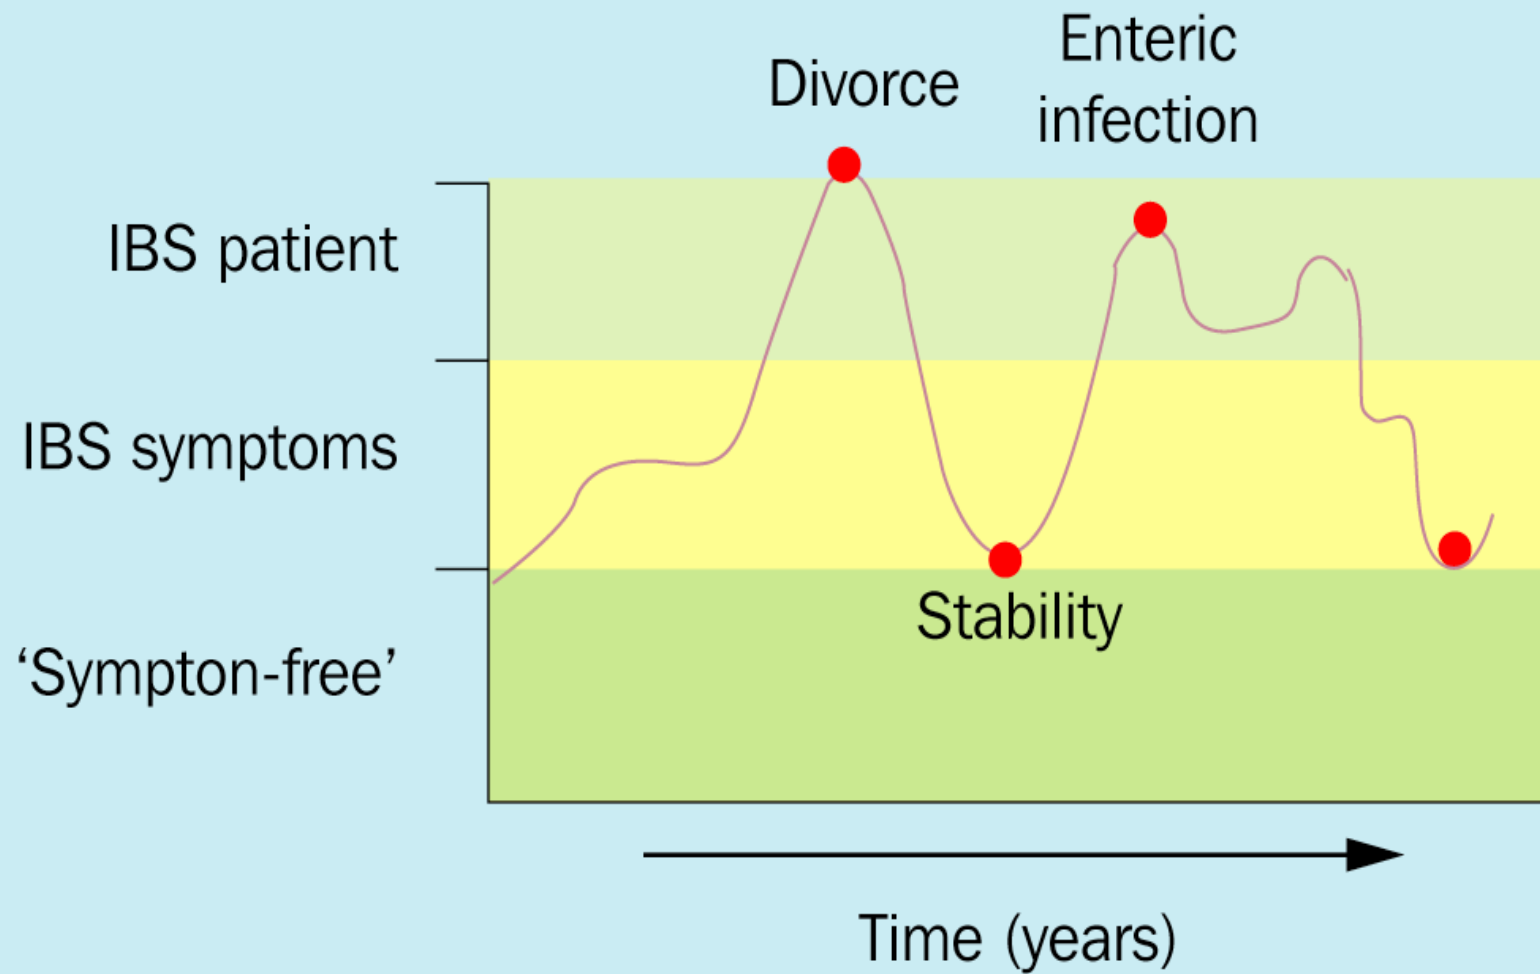 Divorce
Enteric
infection
IBS patient
IBS symptoms
Stability
‘Sympton-free’
Time (years)